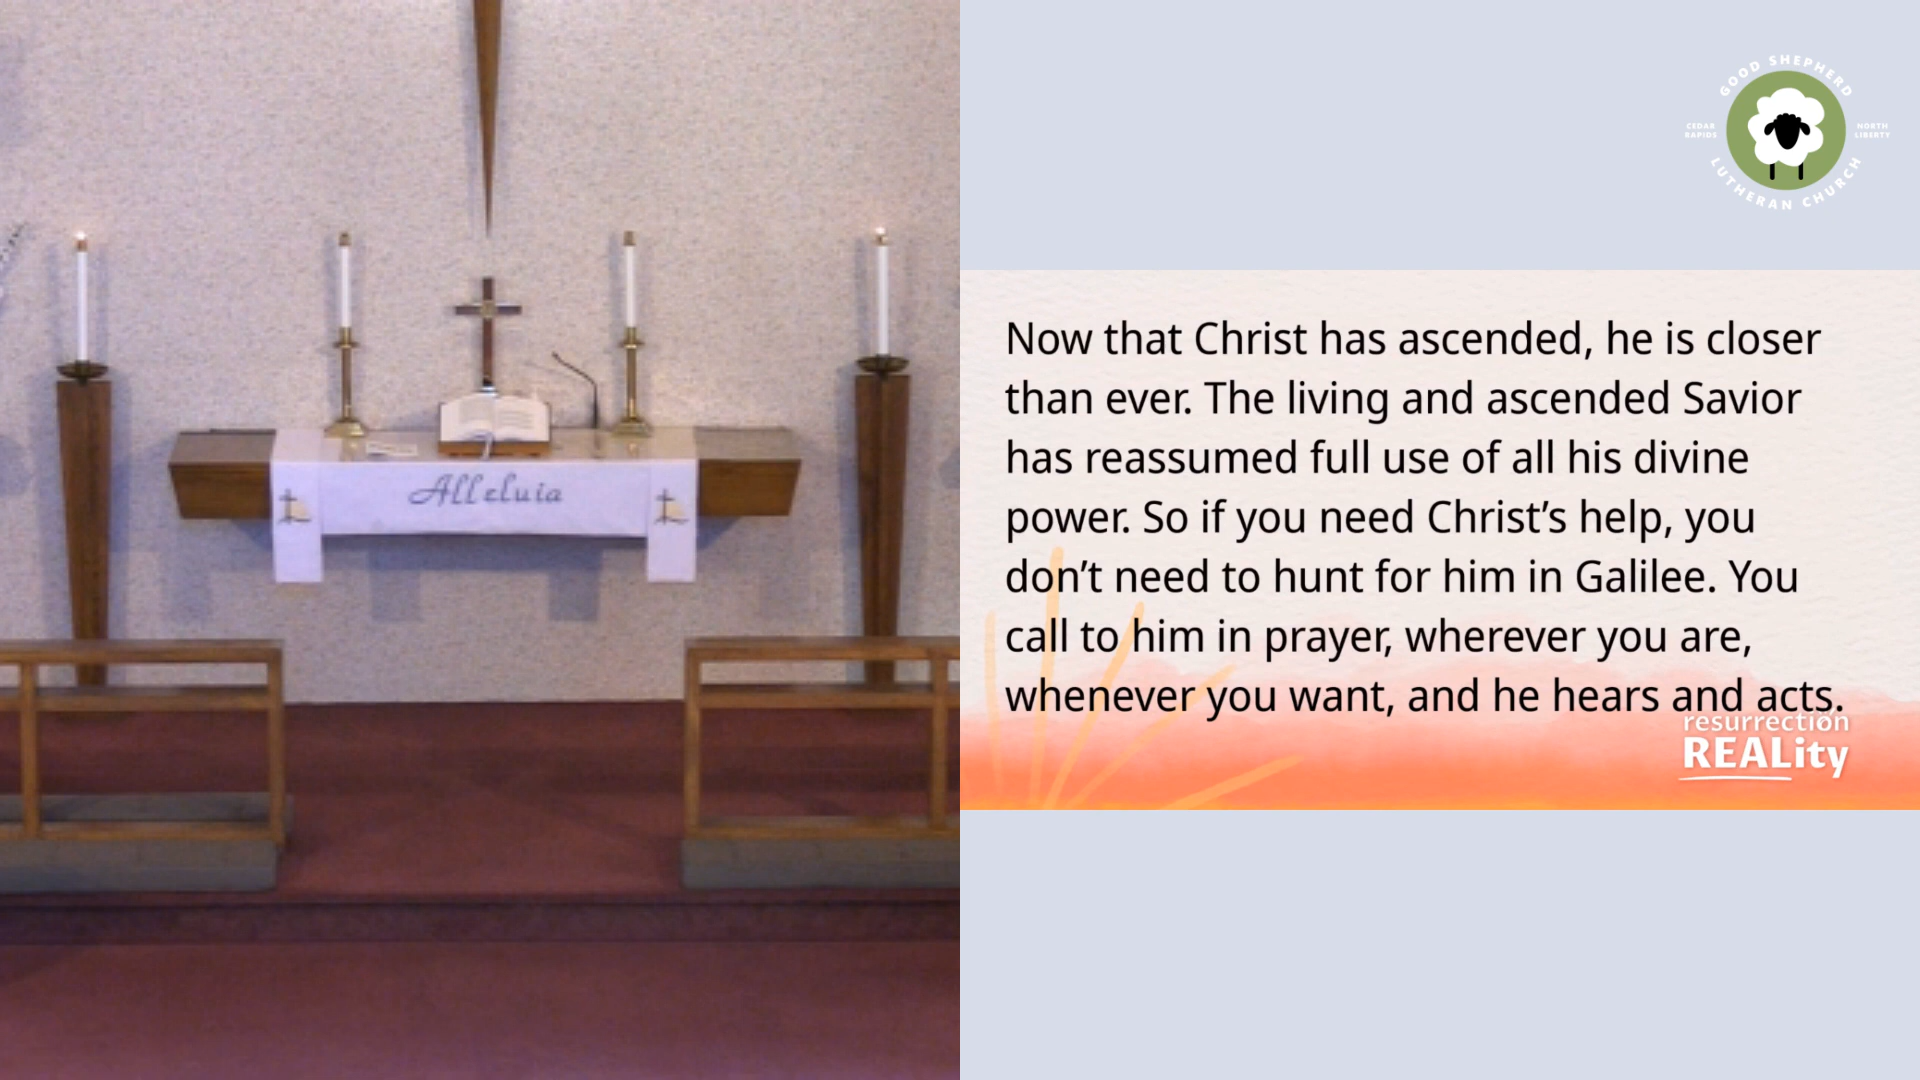 Alleluia
GOOD SHEPHERD
CEDAR RAPIDS
NORTH LIBERTY
LUTHERAN CHURCH
Now that Christ has ascended, he is closer
than ever. The living and ascended Savior
has reassumed full use of all his divine
power. So if you need Christ’s help, you
don’t need to hunt for him in Galilee. You
call to him in prayer, wherever you are,
whenever you want, and he hears and acts.
resurrection
REALity